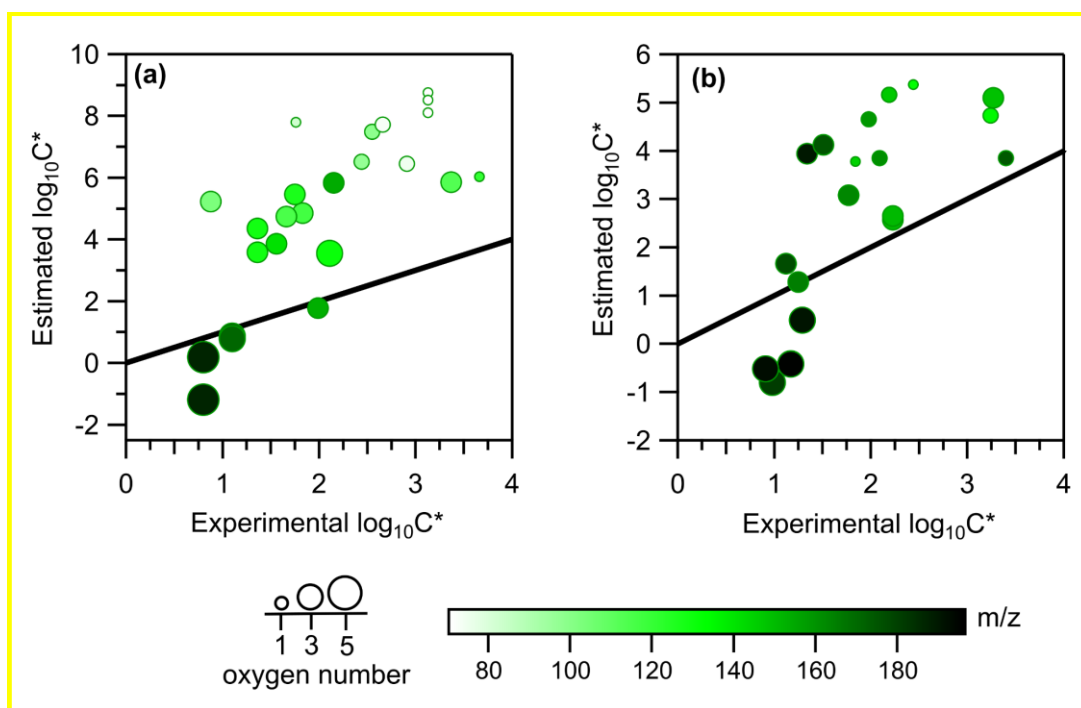 (a)
10
8
6
4
2
0
-2
Estimated log₁₀C*
0 1 2 3 4
Experimental log₁₀C*
(b)
6
5
4
3
2
1
0
-1
-2
Estimated log₁₀C*
0 1 2 3 4
Experimental log₁₀C*
1 3 5
oxygen number
m/z
80 100 120 140 160 180